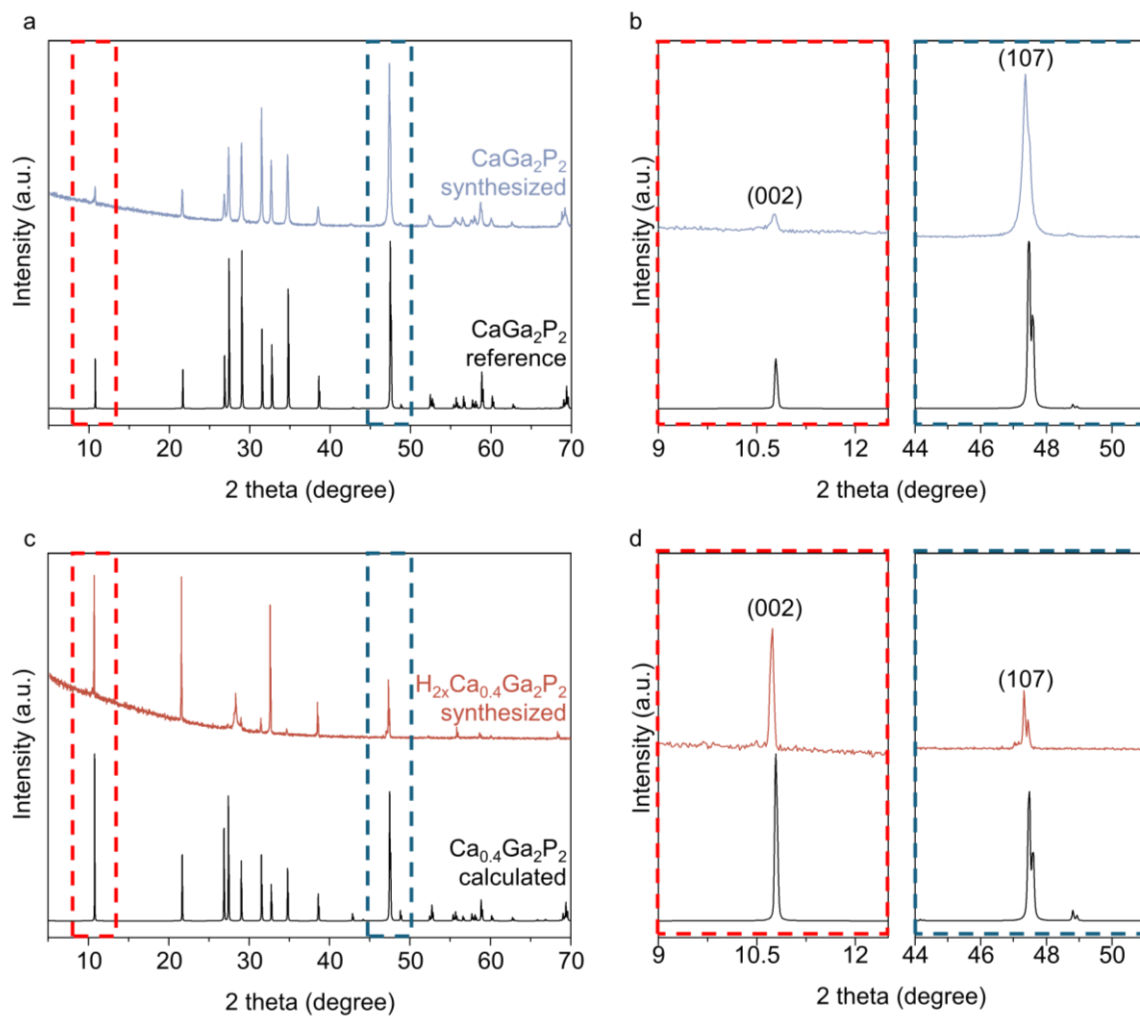 a
Intensity (a.u.)
CaGa₂P₂
synthesized
CaGa₂P₂
reference
10 20 30 40 50 60 70
2 theta (degree)
b
Intensity (a.u.)
(002)
9 10.5 12
(107)
44 46 48 50
2 theta (degree)
c
Intensity (a.u.)
H₂ₓCa₀.₄Ga₂P₂
synthesized
Ca₀.₄Ga₂P₂
calculated
10 20 30 40 50 60 70
2 theta (degree)
d
Intensity (a.u.)
(002)
9 10.5 12
(107)
44 46 48 50
2 theta (degree)